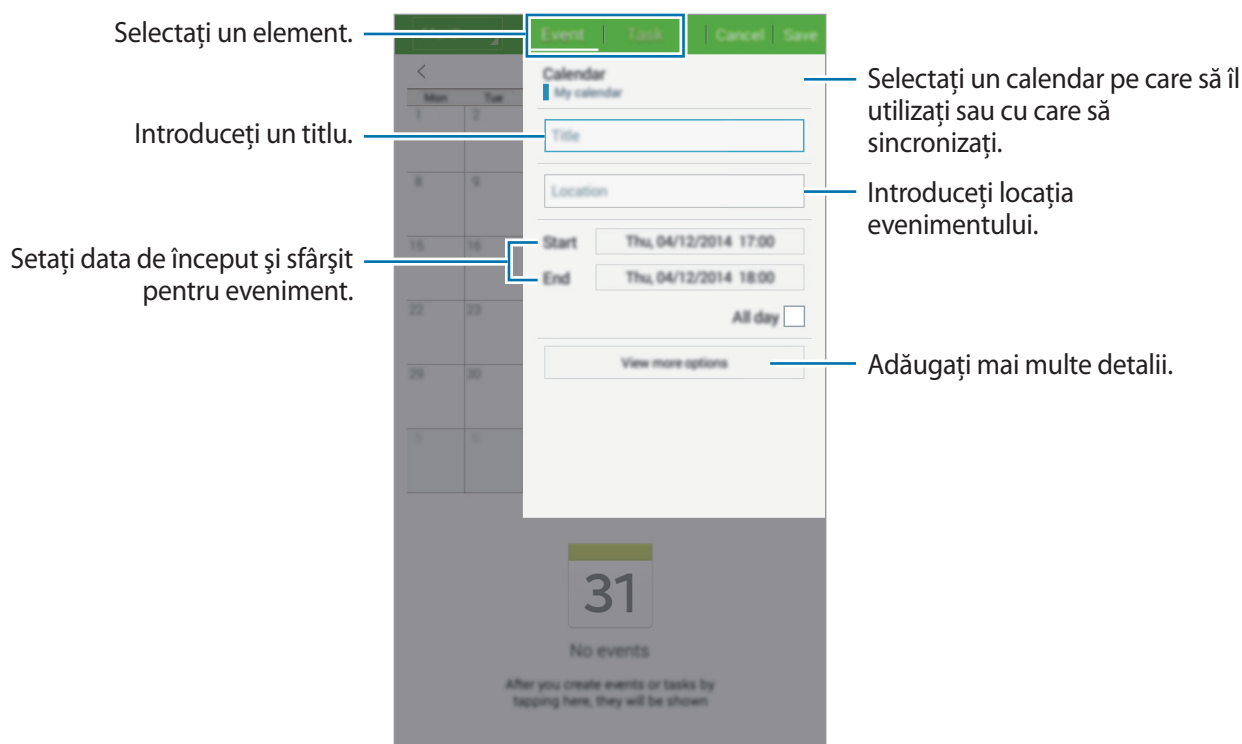 Selectați un element.
Event
Task
Cancel
Save
Calendar
My calendar
Selectați un calendar pe care să îl
utilizați sau cu care să
sincronizați.
Mon
Tue
1
2
Introduceți un titlu.
Title
8
9
Location
Introduceți locația
evenimentului.
15
16
Setați data de început şi sfârşit
pentru eveniment.
Start
Thu, 04/12/2014 17:00
End
Thu, 04/12/2014 18:00
22
23
All day
View more options
Adăugați mai multe detalii.
29
30
31
No events
After you create events or tasks by
tapping here, they will be shown